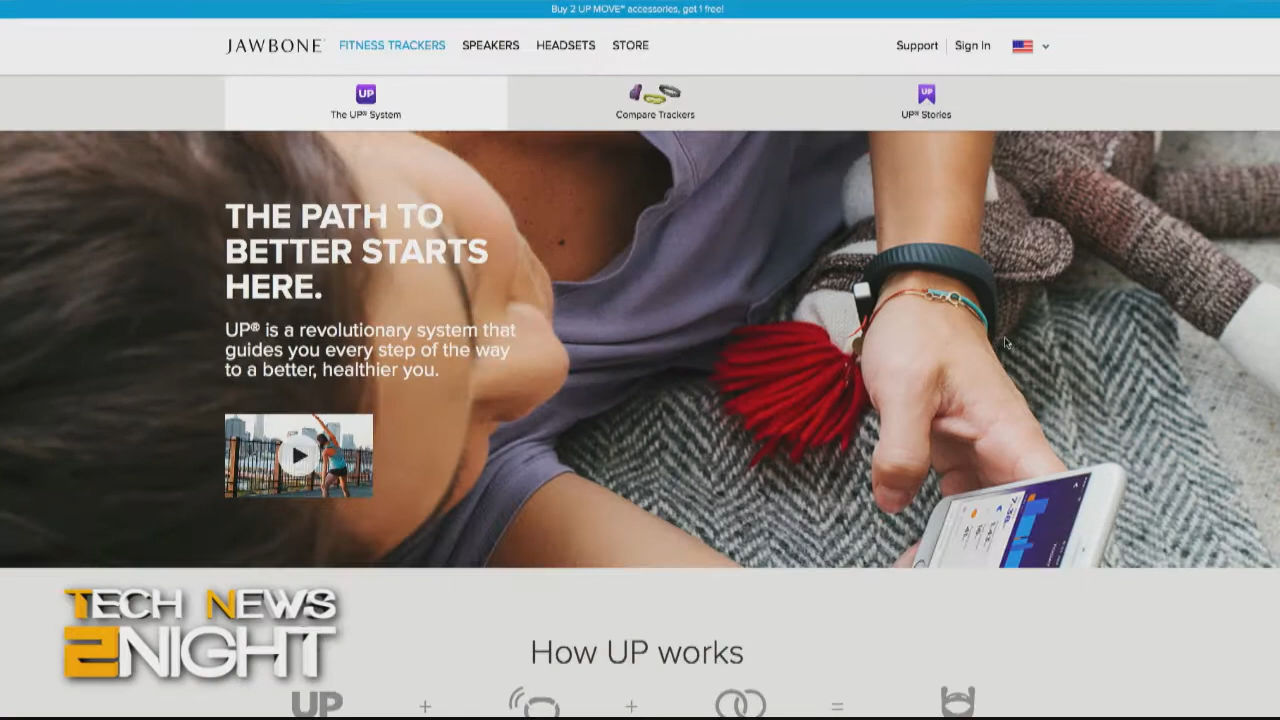 Buy 2 UP MOVE™ accessories, get 1 free!
JAWBONE FITNESS TRACKERS SPEAKERS HEADSETS STORE Support Sign In
UP UP
The UP® System Compare Trackers UP® Stories
THE PATH TO
BETTER STARTS
HERE.
UP® is a revolutionary system that
guides you every step of the way
to a better, healthier you.
TECH NEWS
2NIGHT
How UP works
UP + + =